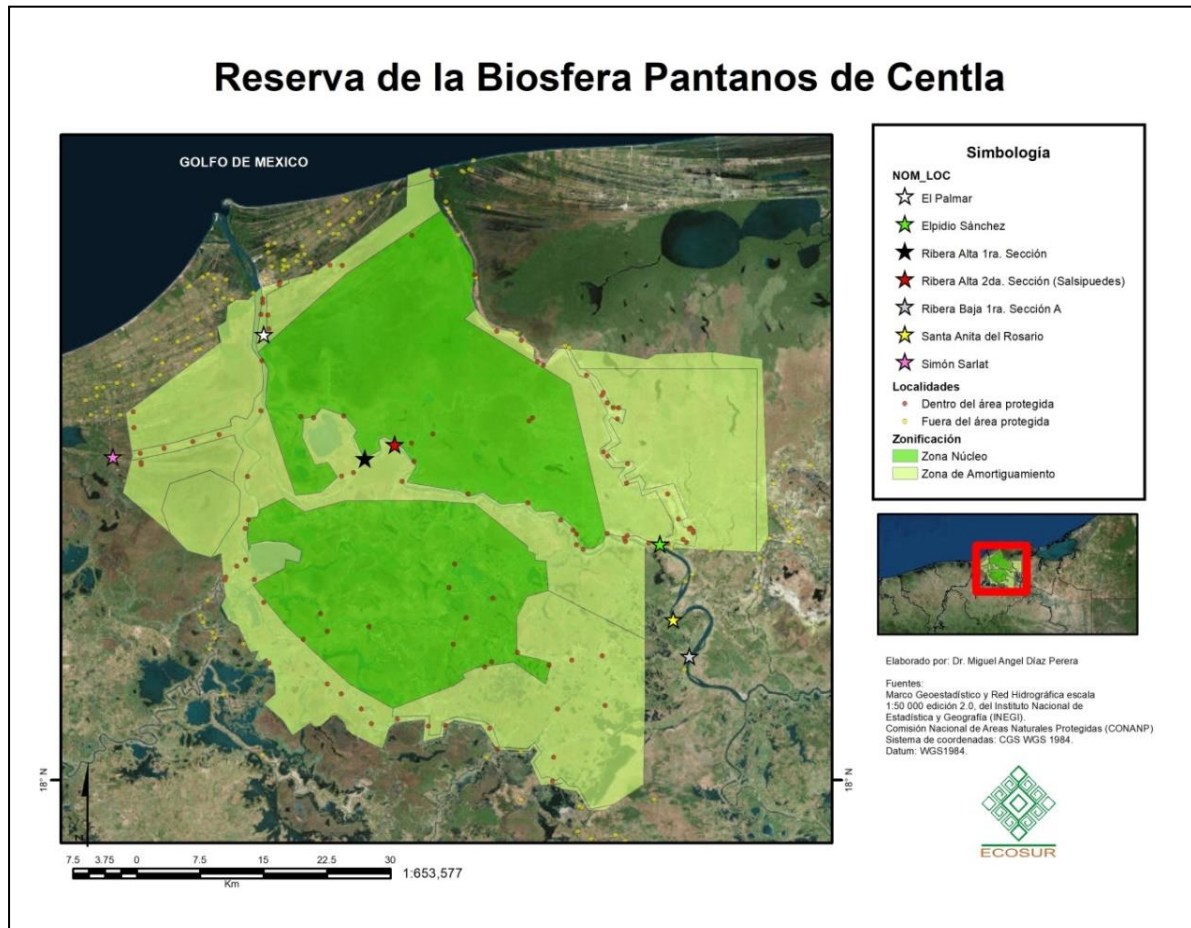 Reserva de la Biosfera Pantanos de Centla
GOLFO DE MEXICO
18° N
18° N
7.5 3.75 0 7.5 15 22.5 30
Km
1:653,577
Simbología
NOM_LOC
El Palmar
Elpidio Sánchez
Ribera Alta 1ra. Sección
Ribera Alta 2da. Sección (Salsipuedes)
Ribera Baja 1ra. Sección A
Santa Anita del Rosario
Simón Sarlat
Localidades
Dentro del área protegida
Fuera del área protegida
Zonificación
Zona Núcleo
Zona de Amortiguamiento
Elaborado por: Dr. Miguel Angel Díaz Perera
Fuentes:
Marco Geoestadístico y Red Hidrográfica escala
1:50 000 edición 2.0, del Instituto Nacional de
Estadística y Geografía (INEGI).
Comisión Nacional de Areas Naturales Protegidas (CONANP)
Sistema de coordenadas: CGS WGS 1984.
Datum: WGS1984.
ECOSUR